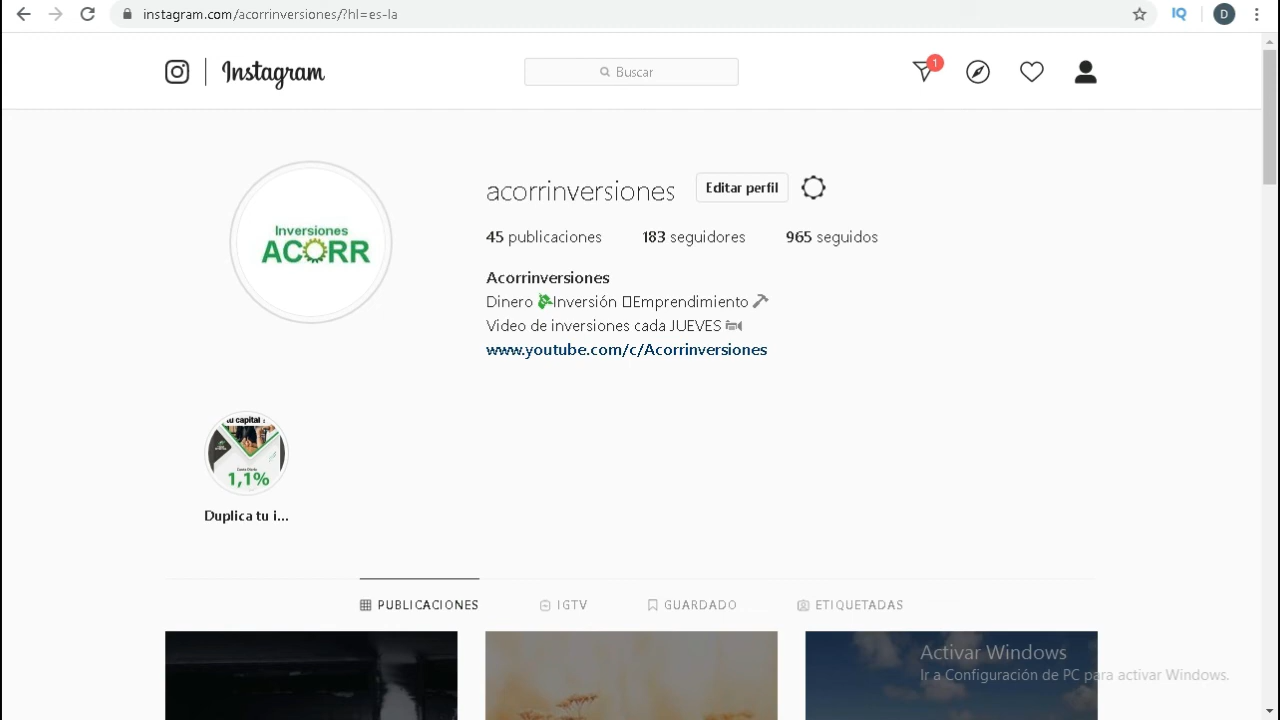 instagram.com/acorrinversiones/?hl=es-la
IQ
D
Instagram
Buscar
1
Inversiones
ACORR
acorrinversiones
Editar perfil
45 publicaciones
183 seguidores
965 seguidos
Acorrinversiones
Dinero Inversión Emprendimiento
Video de inversiones cada JUEVES
www.youtube.com/c/Acorrinversiones
tu capital
1,1%
Duplica tu i...
PUBLICACIONES
IGTV
GUARDADO
ETIQUETADAS
Activar Windows
Ir a Configuración de PC para activar Windows.